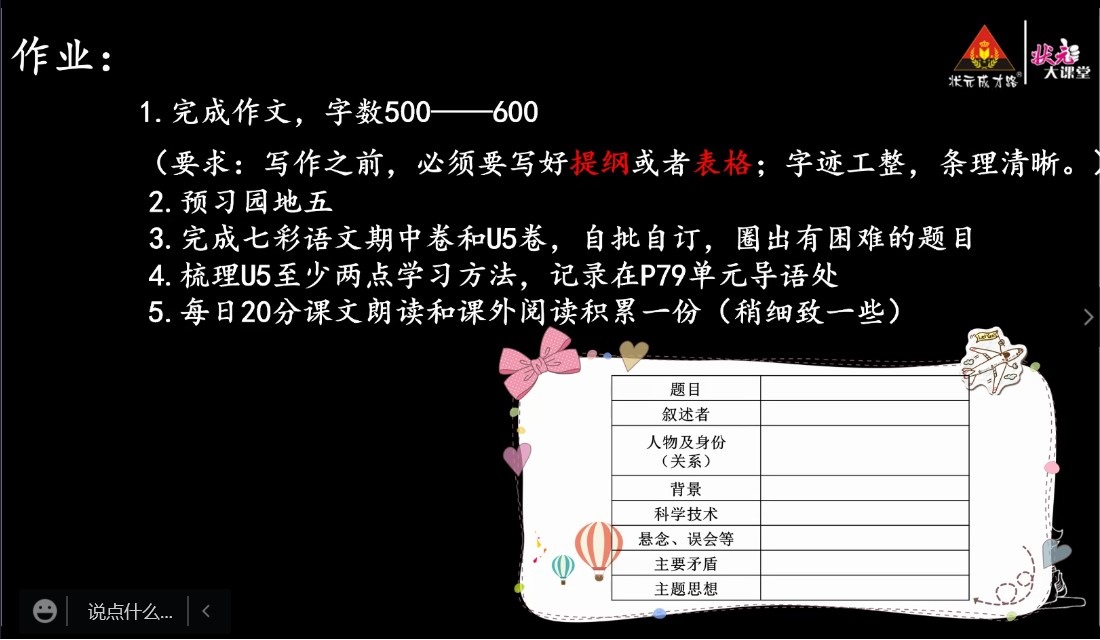 作业：
状元成才路®
状元
大课堂
1.完成作文，字数500——600
（要求：写作之前，必须要写好提纲或者表格；字迹工整，条理清晰。）
2.预习园地五
3.完成七彩语文期中卷和U5卷，自批自订，圈出有困难的题目
4.梳理U5至少两点学习方法，记录在P79单元导语处
5.每日20分课文朗读和课外阅读积累一份（稍细致一些）
题目
叙述者
人物及身份
（关系）
背景
科学技术
悬念、误会等
主要矛盾
主题思想
说点什么...